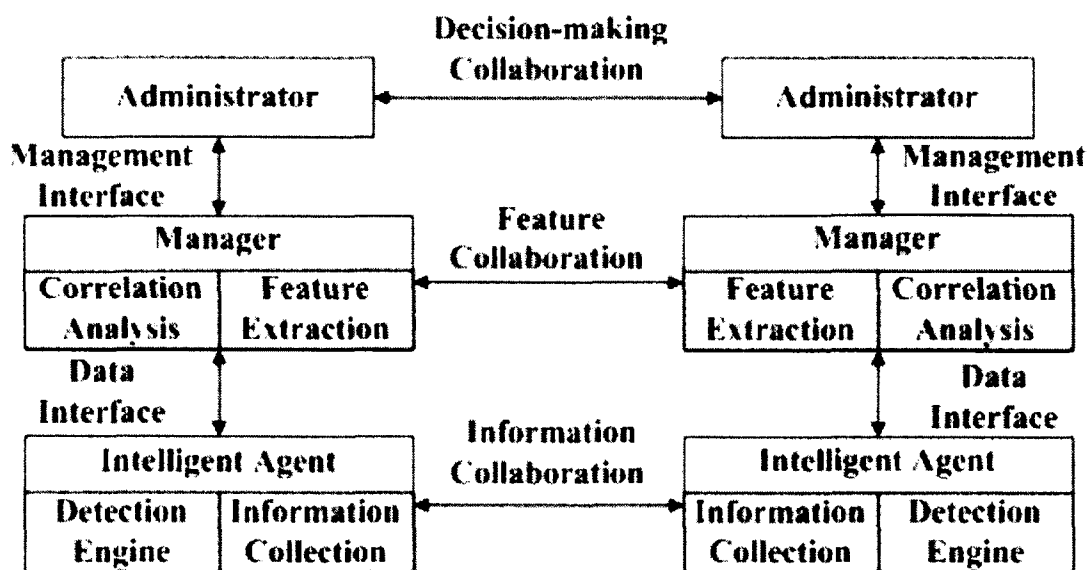 Decision-making
Collaboration
Administrator
Administrator
Management
Interface
Management
Interface
Manager
Feature
Collaboration
Manager
Correlation
Analysis
Feature
Extraction
Feature
Extraction
Correlation
Analysis
Data
Interface
Data
Interface
Intelligent Agent
Information
Collaboration
Intelligent Agent
Detection
Engine
Information
Collection
Information
Collection
Detection
Engine